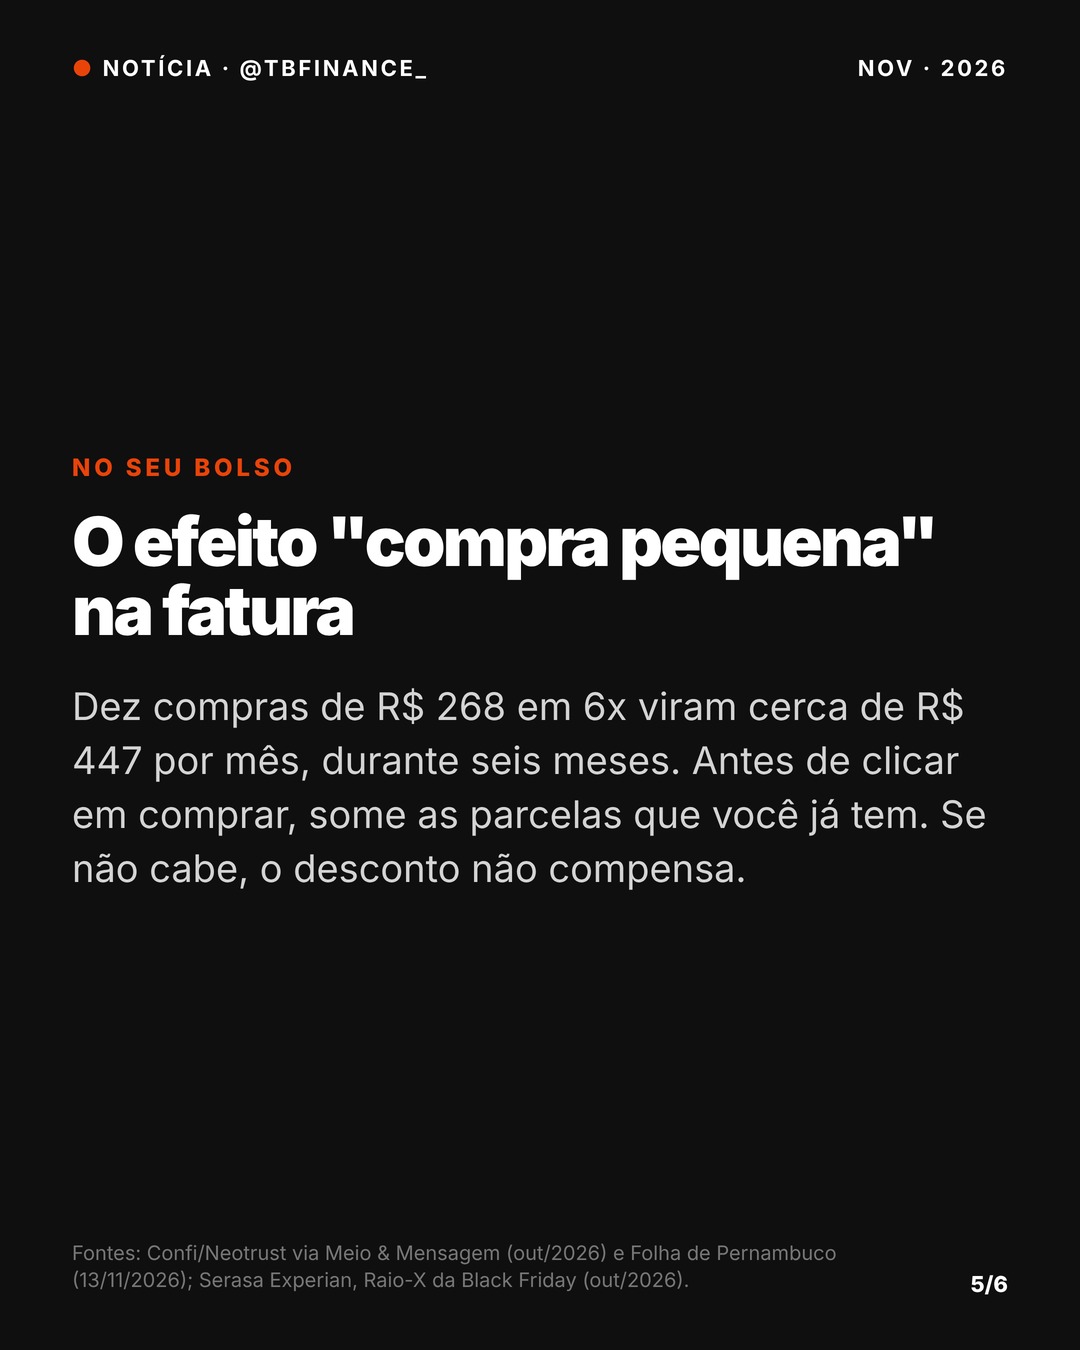 NOTÍCIA · @TBFINANCE_
NOV · 2026
NO SEU BOLSO
O efeito "compra pequena"
na fatura
Dez compras de R$ 268 em 6x viram cerca de R$
447 por mês, durante seis meses. Antes de clicar
em comprar, some as parcelas que você já tem. Se
não cabe, o desconto não compensa.
Fontes: Confi/Neotrust via Meio & Mensagem (out/2026) e Folha de Pernambuco
(13/11/2026); Serasa Experian, Raio-X da Black Friday (out/2026).
5/6